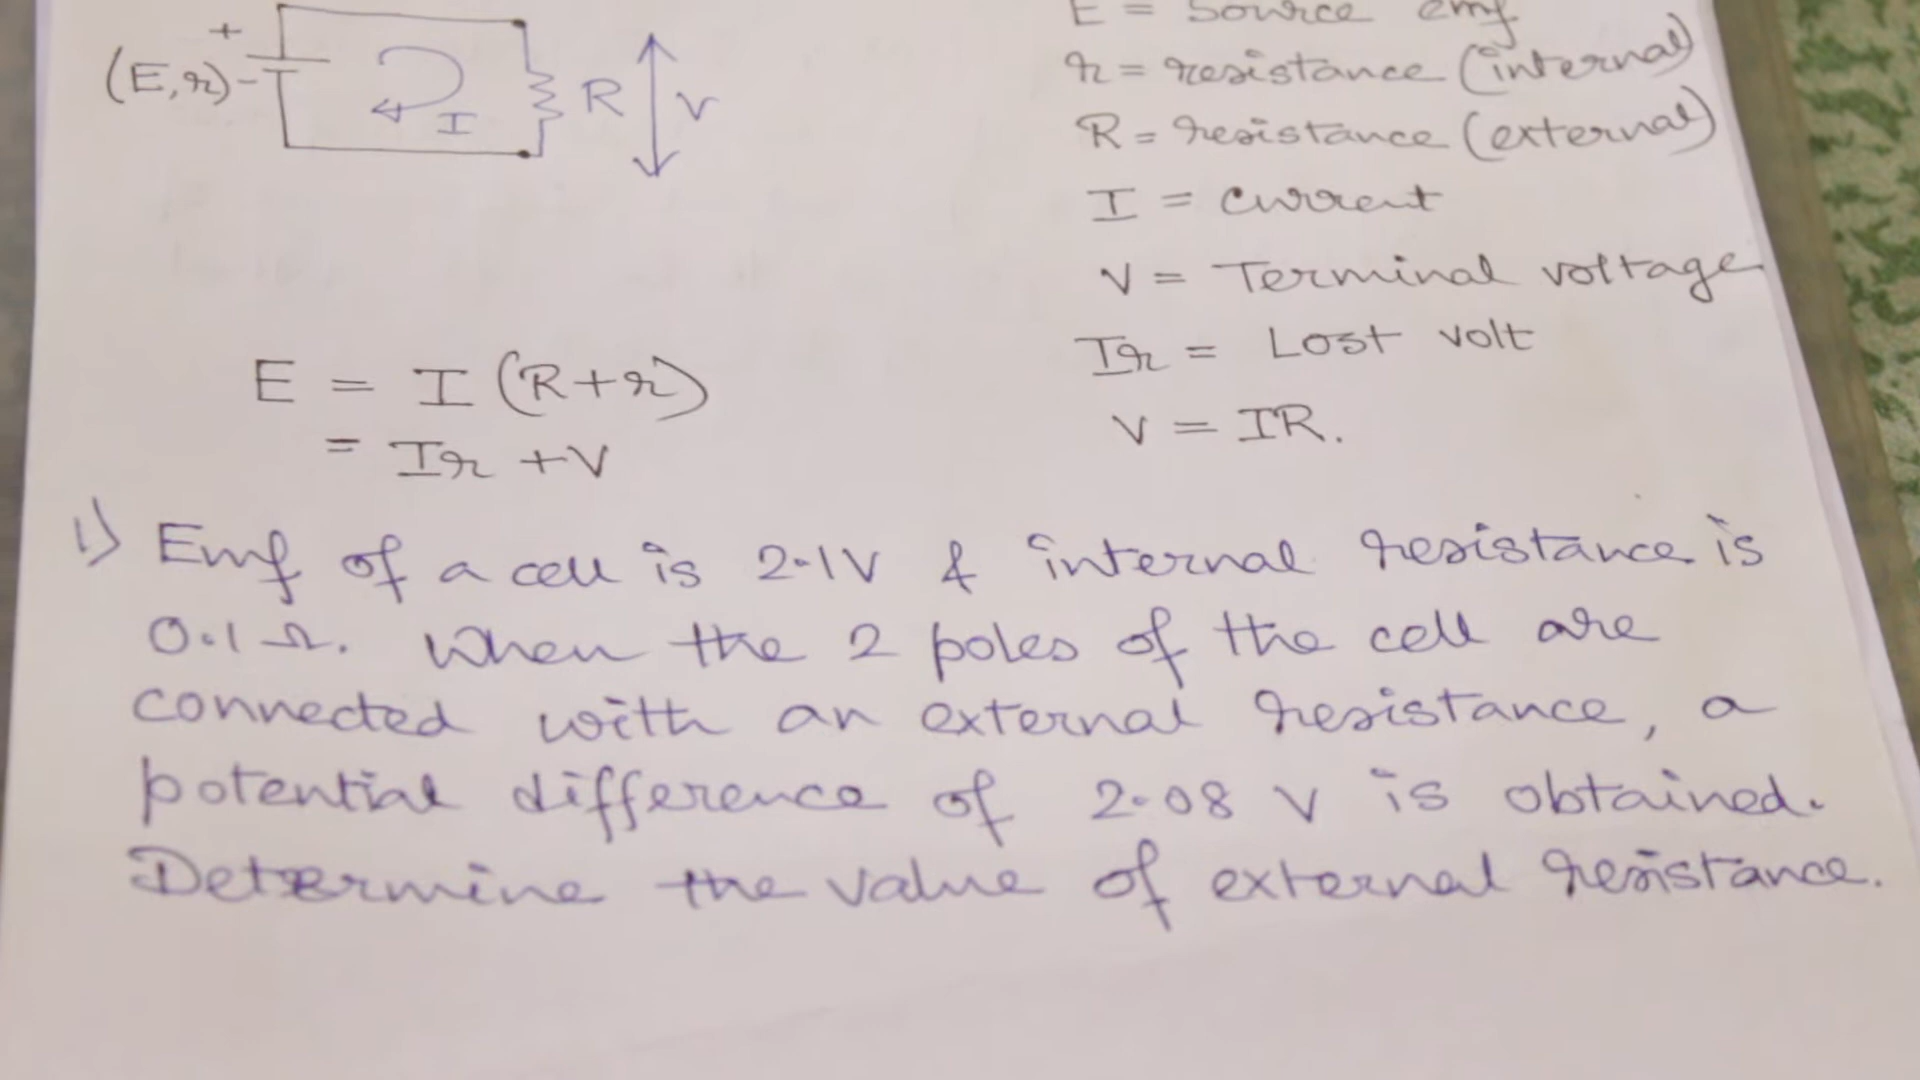 +
(E,r) -
I
R
V
E = Source emf
r = resistance (internal)
R = resistance (external)
I = current
V = Terminal voltage
Ir = Lost volt
V = IR.
E = I (R+r)
= Ir + V
1) Emf of a cell is 2.1V & internal resistance is
0.1 Ω. When the 2 poles of the cell are
connected with an external resistance, a
potential difference of 2.08 V is obtained.
Determine the value of external resistance.